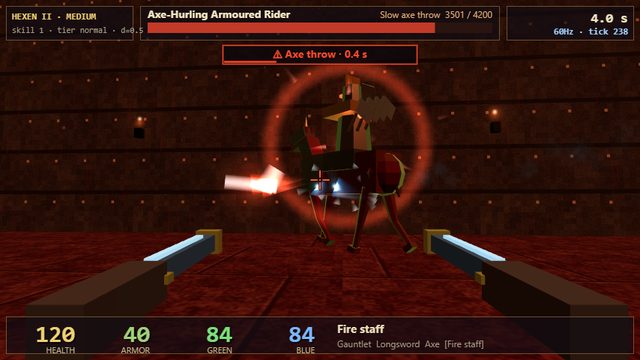 HEXEN II - MEDIUM
skill 1 · tier normal · d=0.5
Axe-Hurling Armoured Rider
Slow axe throw 3501 / 4200
4.0 s
60Hz · tick 238
⚠ Axe throw · 0.4 s
120
HEALTH
40
ARMOR
84
GREEN
84
BLUE
Fire staff
Gauntlet Longsword Axe [Fire staff]